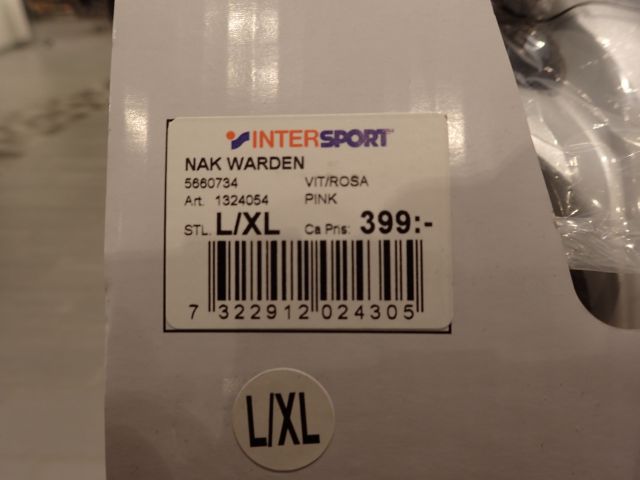 INTERSPORT
NAK WARDEN
5660734 VIT/ROSA
Art. 1324054 PINK
STL. L/XL Ca Pris: 399:-
7 322912 024305
L/XL